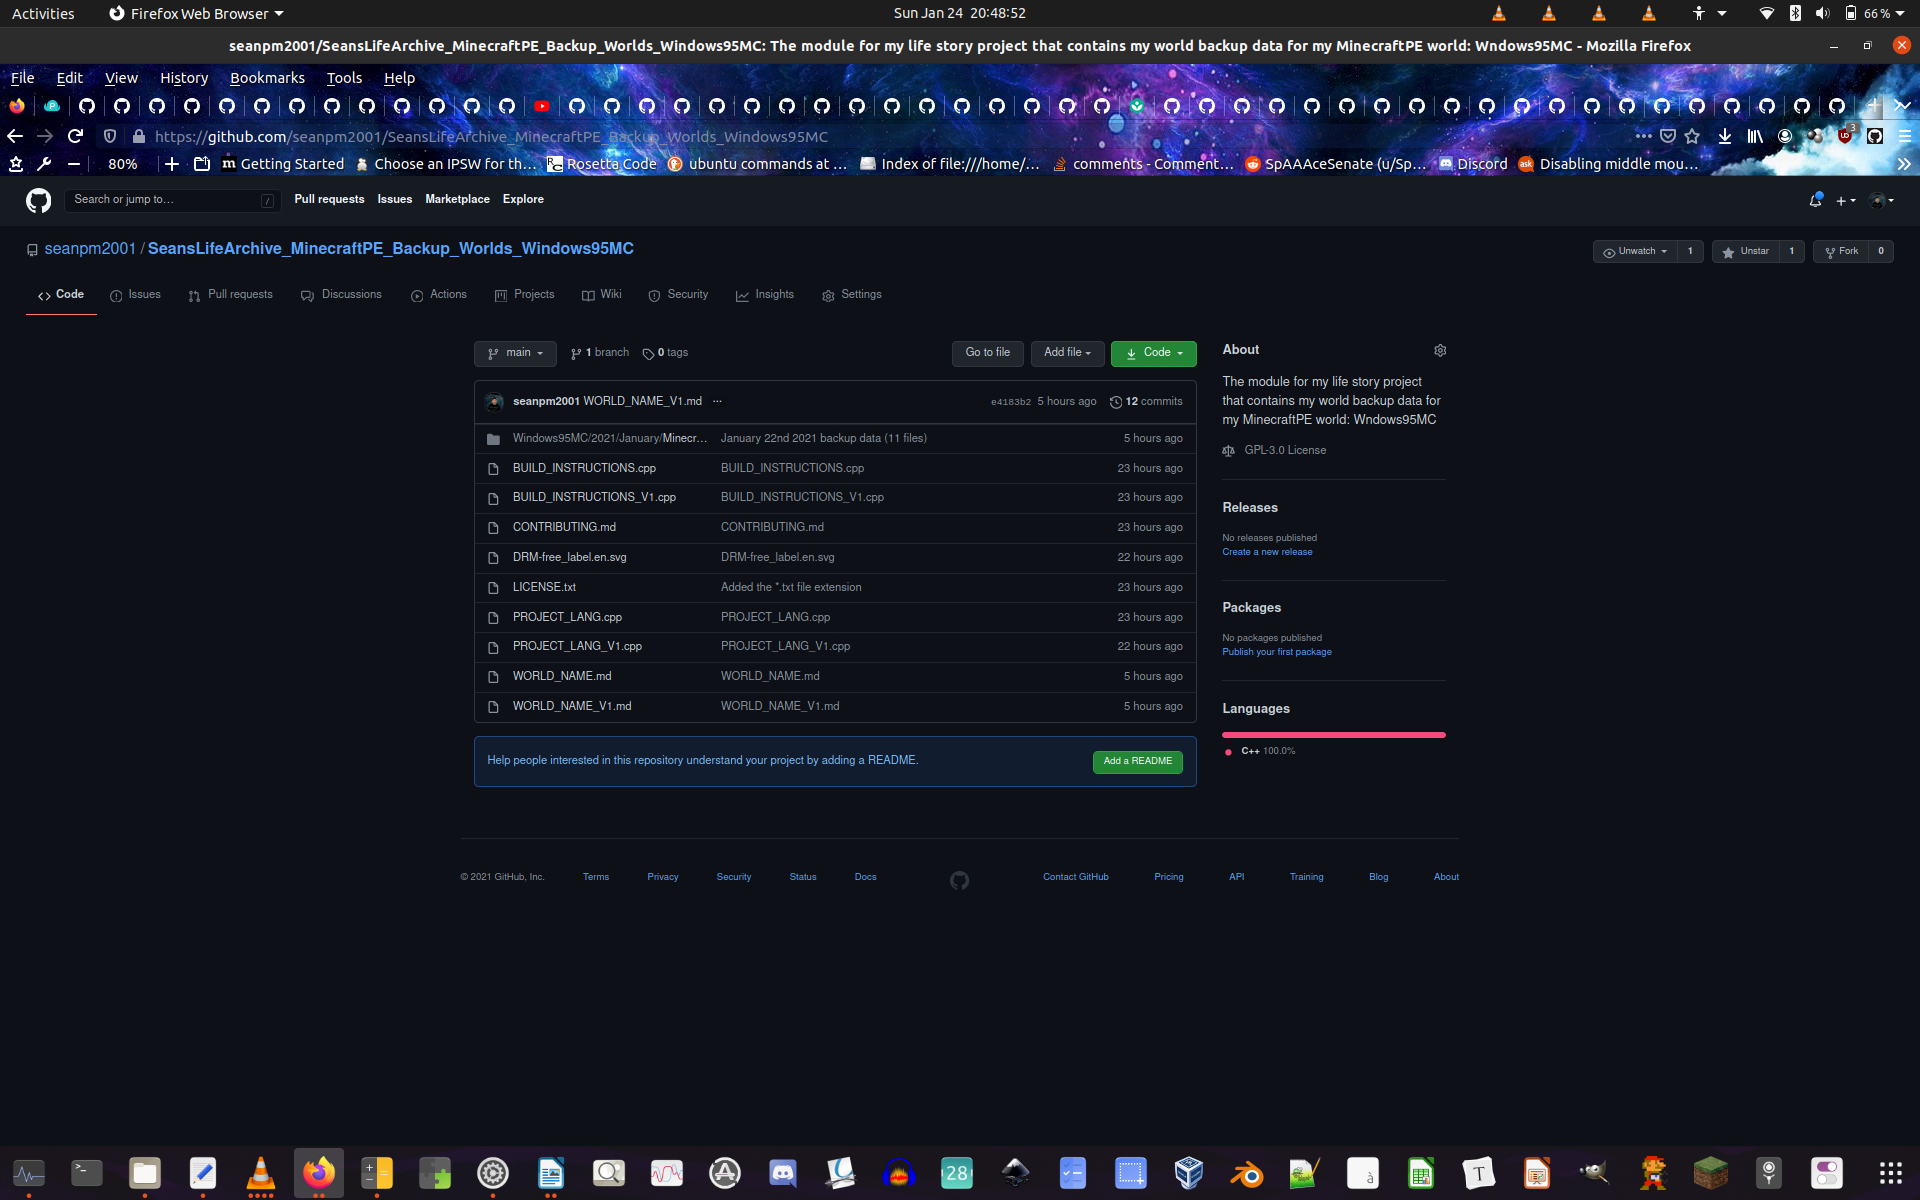 Activities Firefox Web Browser Sun Jan 24 20:48:52 66 %
seanpm2001/SeansLifeArchive_MinecraftPE_Backup_Worlds_Windows95MC: The module for my life story project that contains my world backup data for my MinecraftPE world: Wndows95MC - Mozilla Firefox
File Edit View History Bookmarks Tools Help
https://github.com/seanpm2001/SeansLifeArchive_MinecraftPE_Backup_Worlds_Windows95MC 3
80% Getting Started Choose an IPSW for th… Rosetta Code ubuntu commands at … Index of file:///home/… comments - Comment… SpAAAceSenate (u/Sp… Discord Disabling middle mou…
Search or jump to… / Pull requests Issues Marketplace Explore
seanpm2001 / SeansLifeArchive_MinecraftPE_Backup_Worlds_Windows95MC Unwatch 1 Unstar 1 Fork 0
Code Issues Pull requests Discussions Actions Projects Wiki Security Insights Settings
main 1 branch 0 tags Go to file Add file Code
seanpm2001 WORLD_NAME_V1.md ... e4183b2 5 hours ago 12 commits
Windows95MC/2021/January/Minecr… January 22nd 2021 backup data (11 files) 5 hours ago
BUILD_INSTRUCTIONS.cpp BUILD_INSTRUCTIONS.cpp 23 hours ago
BUILD_INSTRUCTIONS_V1.cpp BUILD_INSTRUCTIONS_V1.cpp 23 hours ago
CONTRIBUTING.md CONTRIBUTING.md 23 hours ago
DRM-free_label.en.svg DRM-free_label.en.svg 22 hours ago
LICENSE.txt Added the *.txt file extension 23 hours ago
PROJECT_LANG.cpp PROJECT_LANG.cpp 23 hours ago
PROJECT_LANG_V1.cpp PROJECT_LANG_V1.cpp 22 hours ago
WORLD_NAME.md WORLD_NAME.md 5 hours ago
WORLD_NAME_V1.md WORLD_NAME_V1.md 5 hours ago
Help people interested in this repository understand your project by adding a README. Add a README
About
The module for my life story project
that contains my world backup data for
my MinecraftPE world: Wndows95MC
GPL-3.0 License
Releases
No releases published
Create a new release
Packages
No packages published
Publish your first package
Languages
C++ 100.0%
© 2021 GitHub, Inc. Terms Privacy Security Status Docs Contact GitHub Pricing API Training Blog About
28